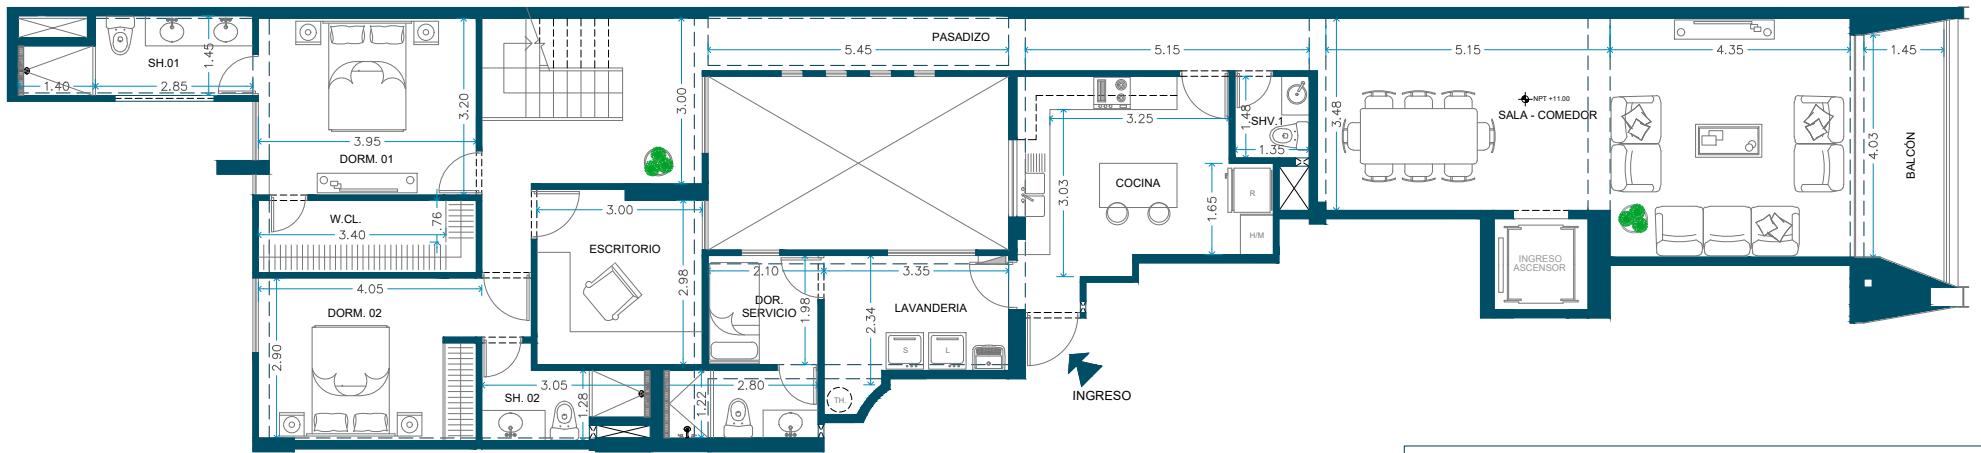 SH.01
1.45
1.40
2.85
3.20
3.95
DORM. 01
W.CL.
.76
3.40
4.05
DORM. 02
2.90
3.05
SH. 02
1.28
3.00
3.00
ESCRITORIO
2.98
PASADIZO
5.45
2.10
DOR.
SERVICIO
1.98
2.80
1.22
3.35
2.34
LAVANDERIA
S
L
TH.
5.15
3.25
3.03
COCINA
1.65
R
H/M
1.48
SHV.1
1.35
INGRESO
5.15
3.48
NPT +11.00
SALA - COMEDOR
INGRESO
ASCENSOR
4.35
1.45
4.03
BALCÓN